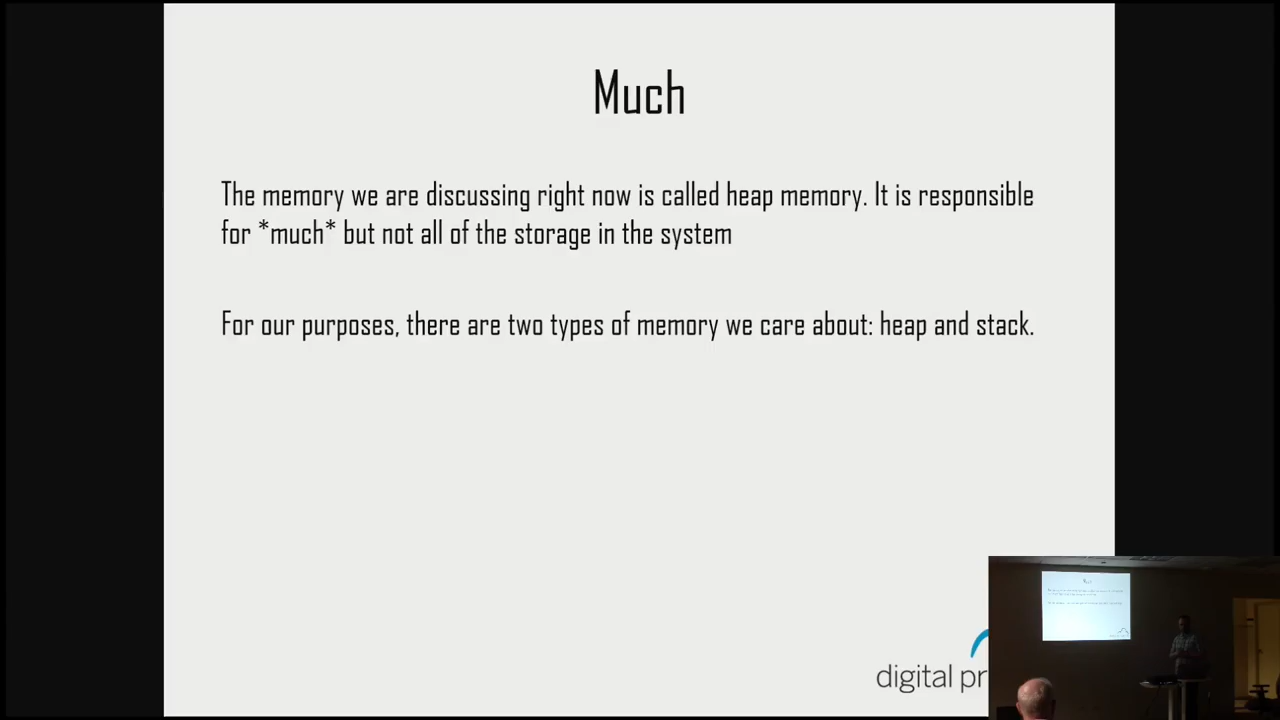 Much
The memory we are discussing right now is called heap memory. It is responsible
for *much* but not all of the storage in the system
For our purposes, there are two types of memory we care about: heap and stack.
digital